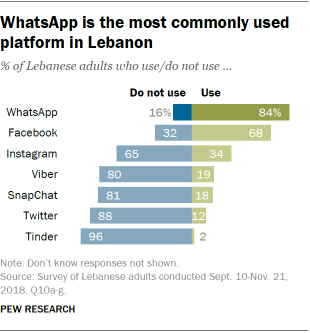 WhatsApp is the most commonly used
platform in Lebanon
% of Lebanese adults who use/do not use ...
Do not use Use
WhatsApp 16% 84%
Facebook 32 68
Instagram 65 34
Viber 80 19
SnapChat 81 18
Twitter 88 12
Tinder 96 2
Note: Don't know responses not shown.
Source: Survey of Lebanese adults conducted Sept. 10-Nov. 21,
2018. Q10a-g.
PEW RESEARCH